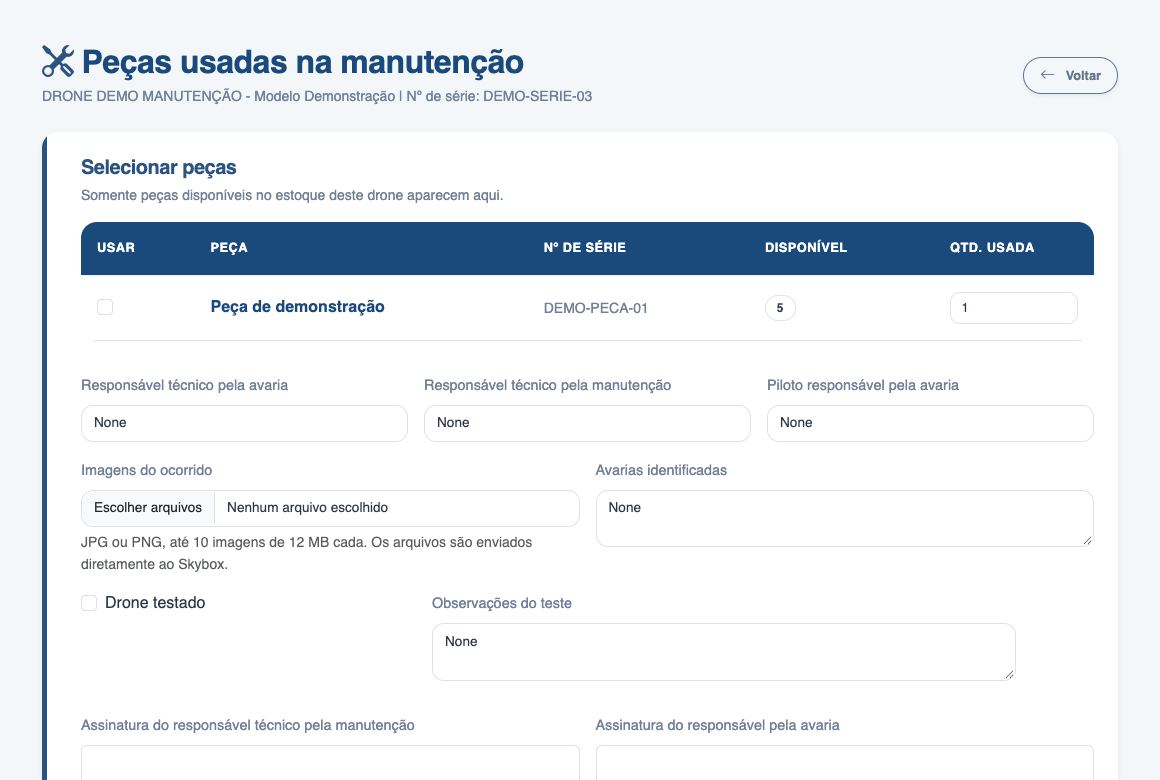 Peças usadas na manutenção
DRONE DEMO MANUTENÇÃO - Modelo Demonstração | Nº de série: DEMO-SERIE-03
← Voltar
Selecionar peças
Somente peças disponíveis no estoque deste drone aparecem aqui.
USAR PEÇA Nº DE SÉRIE DISPONÍVEL QTD. USADA
Peça de demonstração DEMO-PECA-01 5 1
Responsável técnico pela avaria Responsável técnico pela manutenção Piloto responsável pela avaria
None None None
Imagens do ocorrido Avarias identificadas
Escolher arquivos Nenhum arquivo escolhido None
JPG ou PNG, até 10 imagens de 12 MB cada. Os arquivos são enviados
diretamente ao Skybox.
Drone testado Observações do teste
None
Assinatura do responsável técnico pela manutenção Assinatura do responsável pela avaria